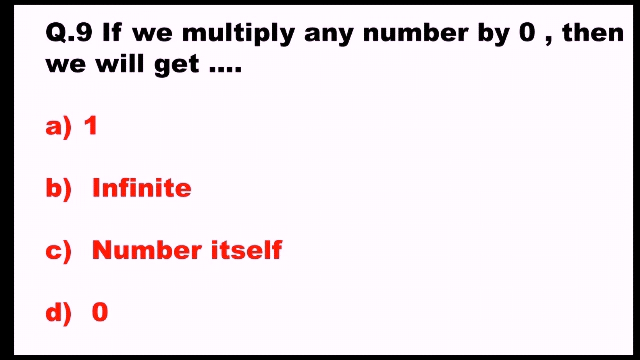 Q.9 If we multiply any number by 0 , then
we will get ....
a) 1
b) Infinite
c) Number itself
d) 0